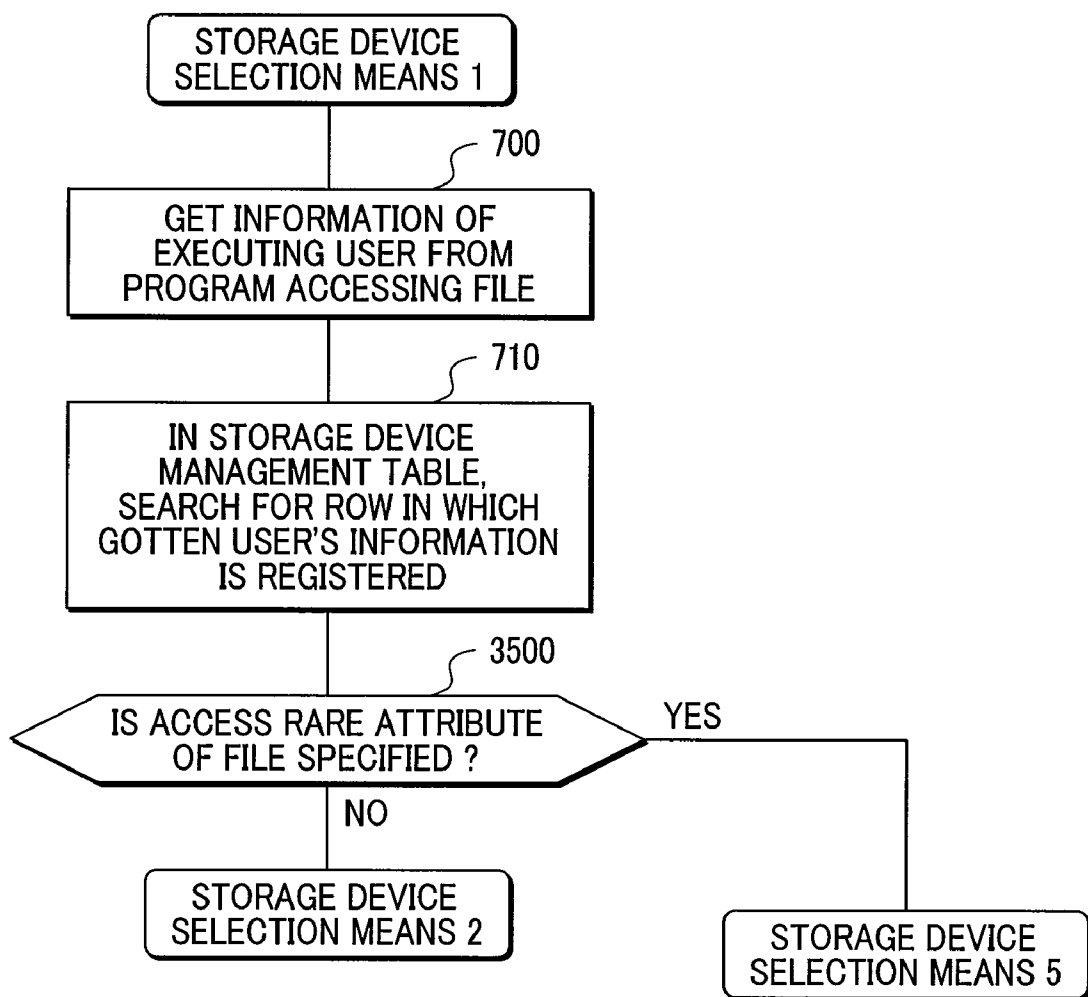 STORAGE DEVICE
SELECTION MEANS 1
700
GET INFORMATION OF
EXECUTING USER FROM
PROGRAM ACCESSING FILE
710
IN STORAGE DEVICE
MANAGEMENT TABLE,
SEARCH FOR ROW IN WHICH
GOTTEN USER'S INFORMATION
IS REGISTERED
3500
IS ACCESS RARE ATTRIBUTE
OF FILE SPECIFIED ?
YES
NO
STORAGE DEVICE
SELECTION MEANS 2
STORAGE DEVICE
SELECTION MEANS 5